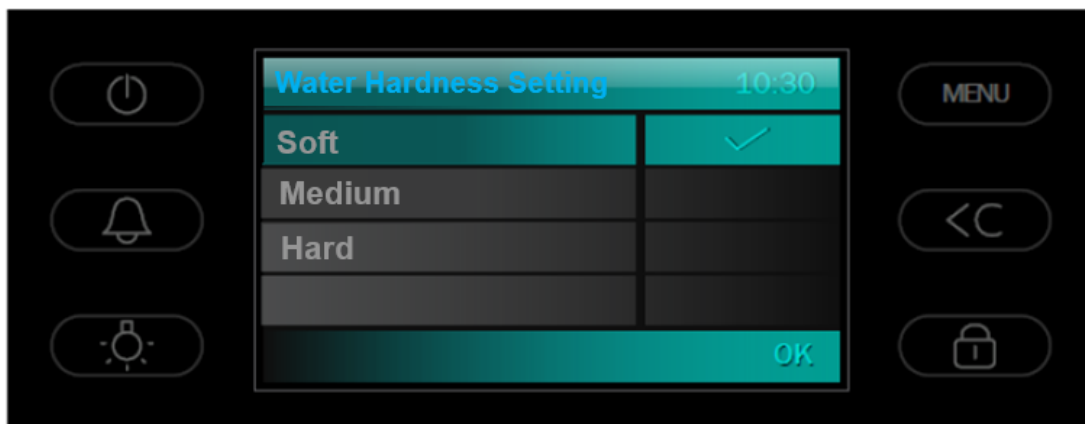 Water Hardness Setting 10:30
MENU
Soft
Medium
<C
Hard
OK